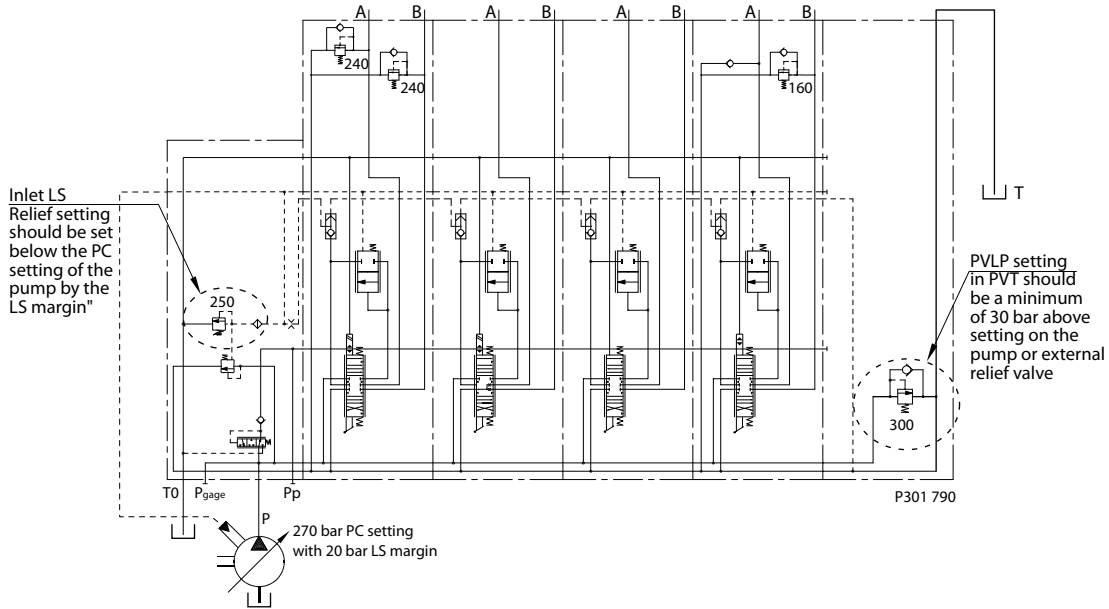 A B A B A B A B
240
240
160
Inlet LS
Relief setting
should be set
below the PC
setting of the
pump by the
LS margin"
250
T
PVLP setting
in PVT should
be a minimum
of 30 bar above
setting on the
pump or external
relief valve
300
T0 Pgage Pp
P301 790
P
270 bar PC setting
with 20 bar LS margin